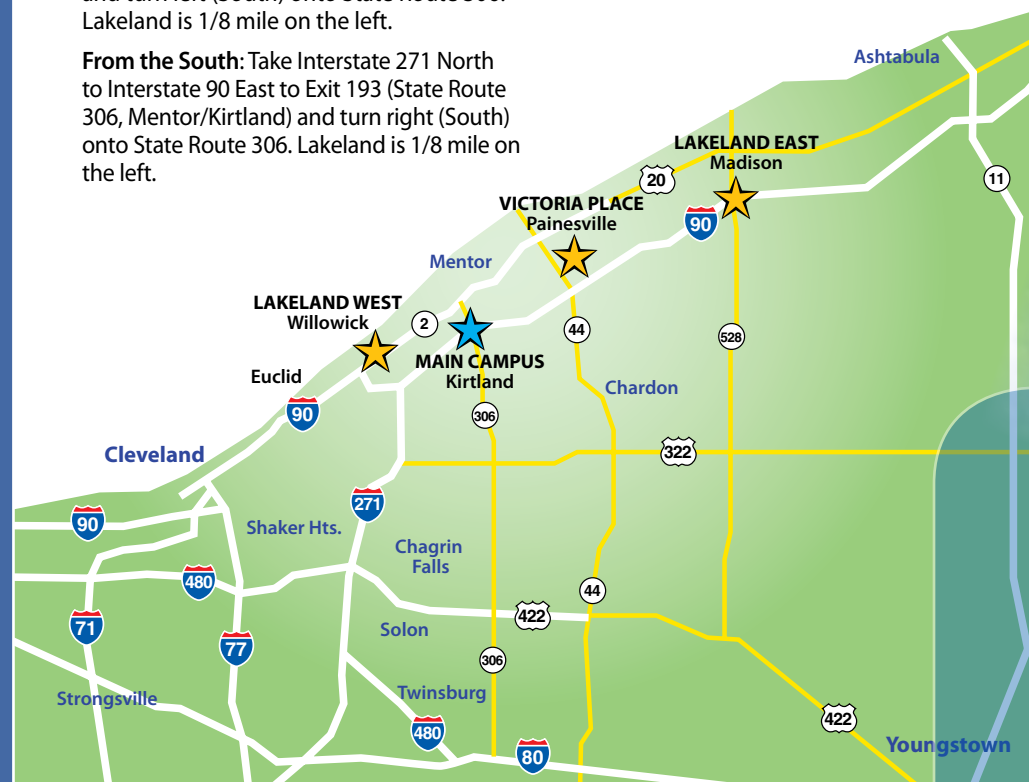 and turn left (South) onto State Route 306.
Lakeland is 1/8 mile on the left.
From the South: Take Interstate 271 North
to Interstate 90 East to Exit 193 (State Route
306, Mentor/Kirtland) and turn right (South)
onto State Route 306. Lakeland is 1/8 mile on
the left.
Ashtabula
LAKELAND EAST
Madison
20
11
VICTORIA PLACE
Painesville
90
Mentor
LAKELAND WEST
Willowick
2
44
528
MAIN CAMPUS
Kirtland
Euclid
Chardon
90
306
Cleveland
322
271
90
Shaker Hts.
Chagrin
Falls
480
44
422
71
Solon
77
306
Strongsville
Twinsburg
422
480
Youngstown
80